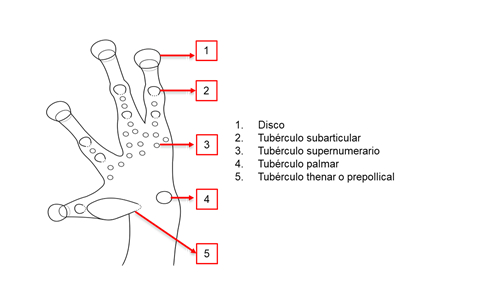 1
2
3
4
5
1. Disco
2. Tubérculo subarticular
3. Tubérculo supernumerario
4. Tubérculo palmar
5. Tubérculo thenar o prepollical